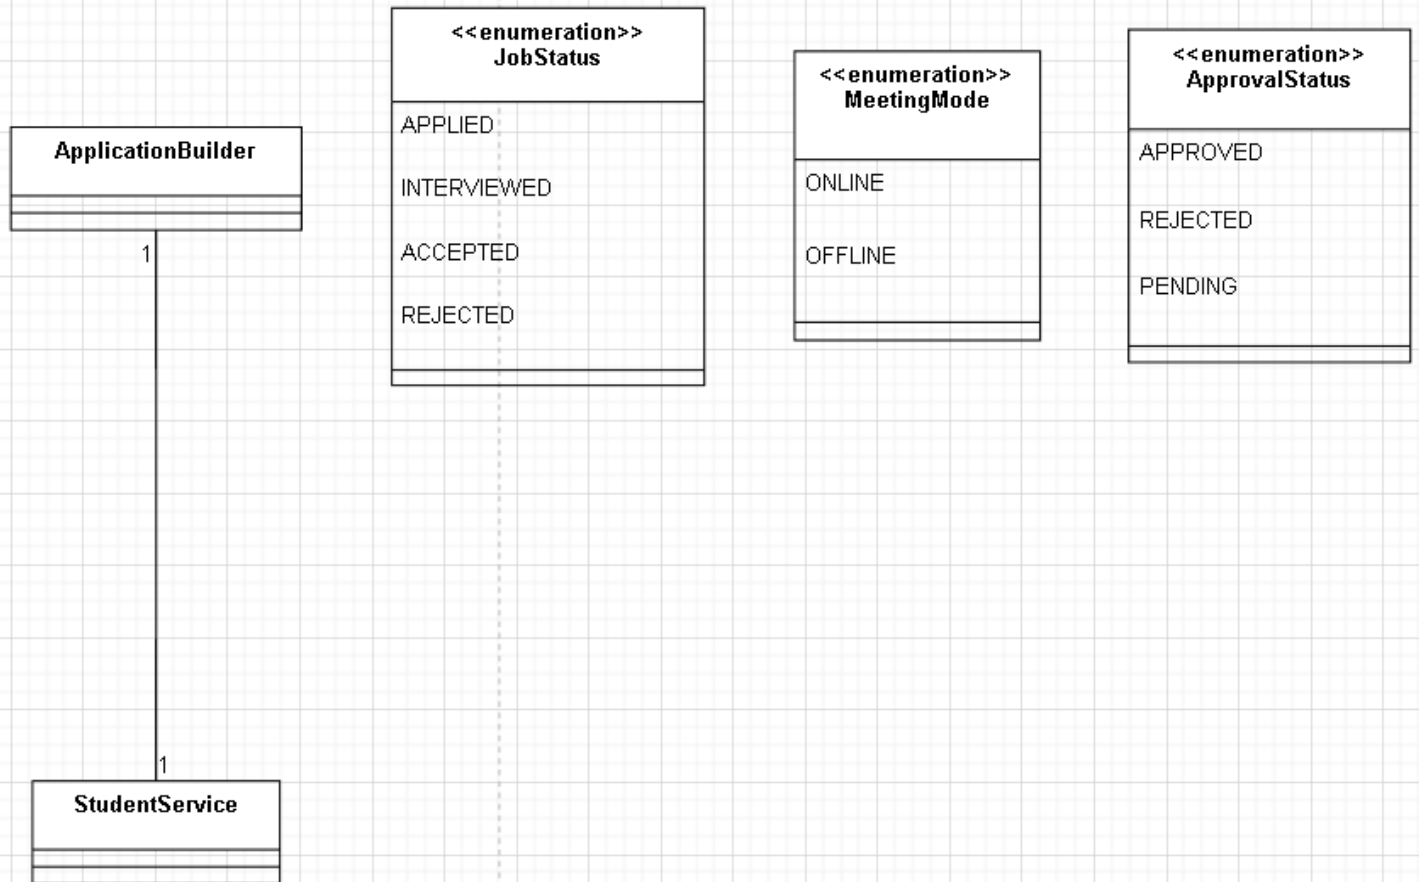 <<enumeration>>
JobStatus
APPLIED
INTERVIEWED
ACCEPTED
REJECTED
<<enumeration>>
MeetingMode
ONLINE
OFFLINE
<<enumeration>>
ApprovalStatus
APPROVED
REJECTED
PENDING
ApplicationBuilder
1
1
StudentService